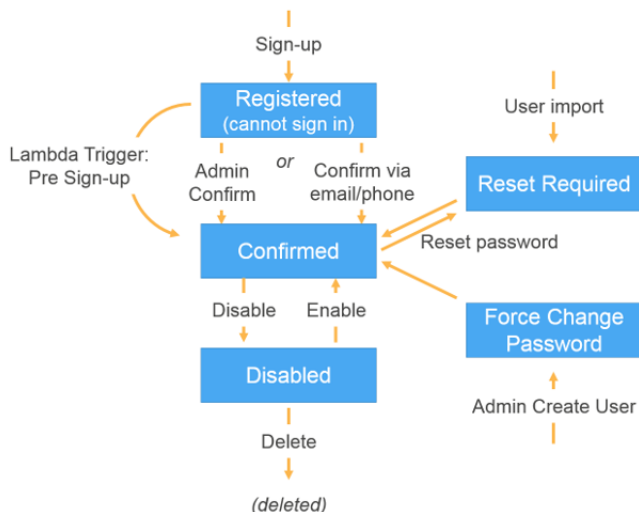 Sign-up
Registered
(cannot sign in)
User import
Lambda Trigger:
Pre Sign-up
or
Admin
Confirm
Confirm via
email/phone
Reset Required
Confirmed
Reset password
Disable
Enable
Force Change
Password
Disabled
Admin Create User
Delete
(deleted)